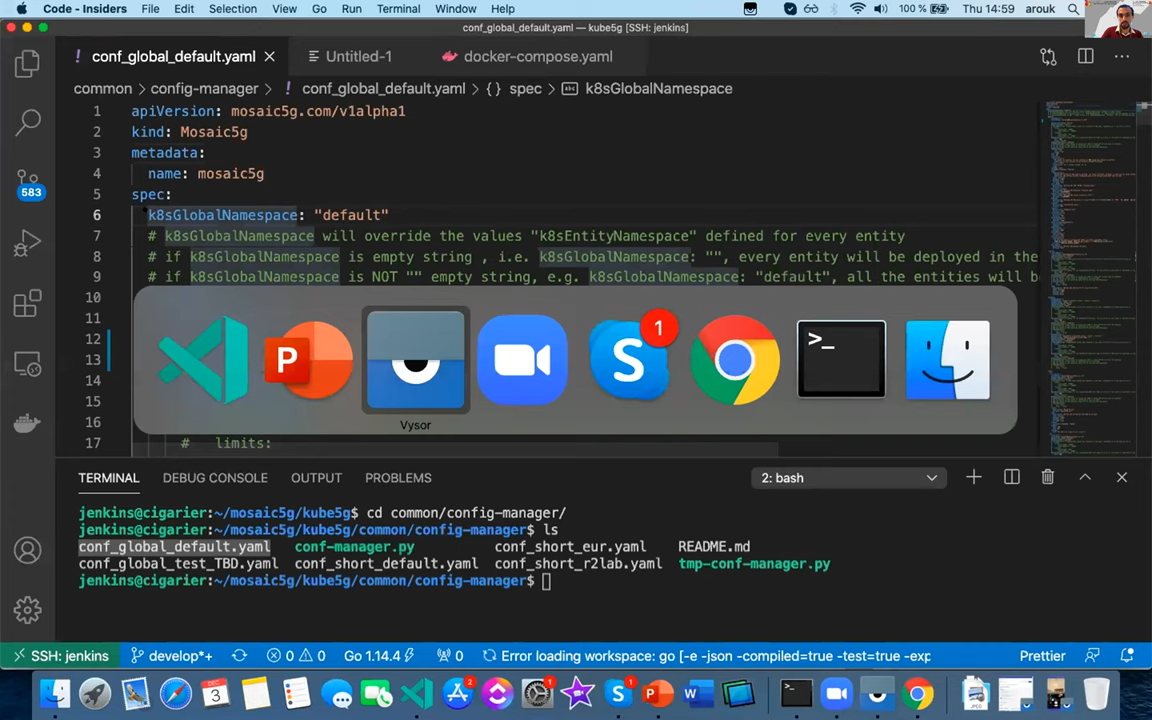 Code - Insiders File Edit Selection View Go Run Terminal Window Help 100 % Thu 14:59 arouk
conf_global_default.yaml — kube5g [SSH: jenkins]
! conf_global_default.yaml Untitled-1 docker-compose.yaml
common > config-manager > ! conf_global_default.yaml > {} spec > k8sGlobalNamespace
1 apiVersion: mosaic5g.com/v1alpha1
2 kind: Mosaic5g
3 metadata:
4 name: mosaic5g
5 spec:
583
6 k8sGlobalNamespace: "default"
7 # k8sGlobalNamespace will override the values "k8sEntityNamespace" defined for every entity
8 # if k8sGlobalNamespace is empty string , i.e. k8sGlobalNamespace: "", every entity will be deployed in the
9 # if k8sGlobalNamespace is NOT "" empty string, e.g. k8sGlobalNamespace: "default", all the entities will b
10
11
12
13
14
15
16
17 # limits:
P
S
1
>_
Vysor
TERMINAL DEBUG CONSOLE OUTPUT PROBLEMS 2: bash
jenkins@cigarier:~/mosaic5g/kube5g$ cd common/config-manager/
jenkins@cigarier:~/mosaic5g/kube5g/common/config-manager$ ls
conf_global_default.yaml conf-manager.py conf_short_eur.yaml README.md
conf_global_test_TBD.yaml conf_short_default.yaml conf_short_r2lab.yaml tmp-conf-manager.py
jenkins@cigarier:~/mosaic5g/kube5g/common/config-manager$
SSH: jenkins develop*+ 0 0 Go 1.14.4 0 Error loading workspace: go [-e -json -compiled=true -test=true -exp Prettier
DEC 3 2 1 S 1 P W >_